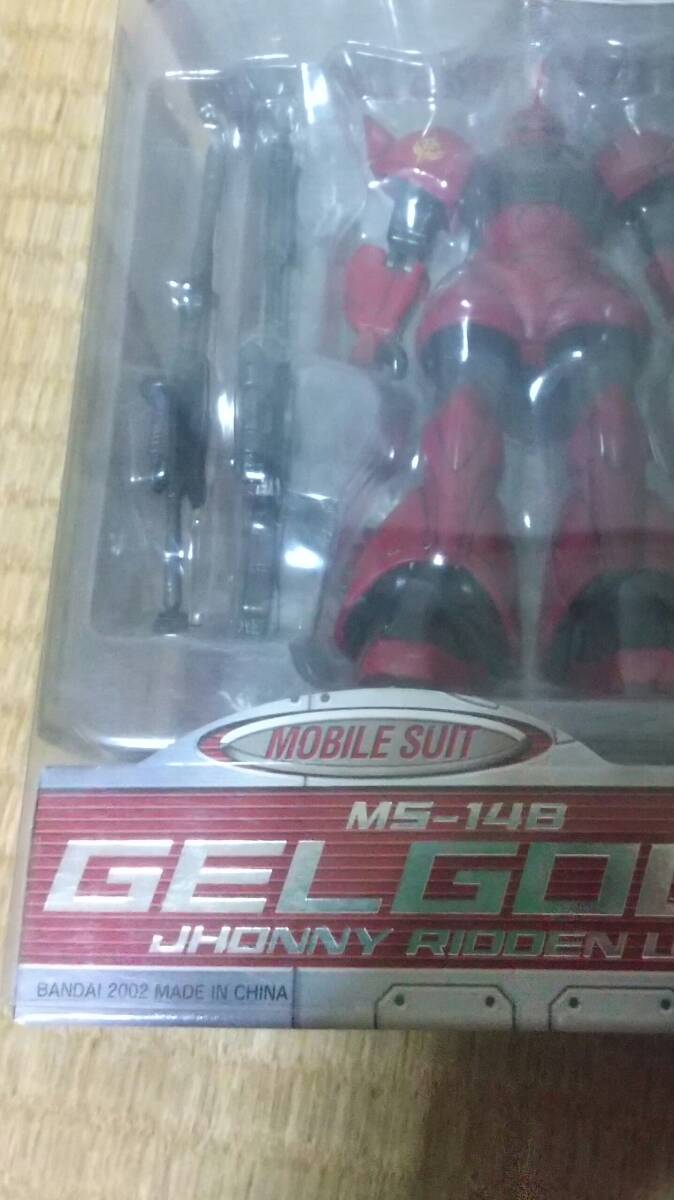 MOBILE SUIT
MS-14B
GELGO
JHONNY RIDDEN
BANDAI 2002 MADE IN CHINA